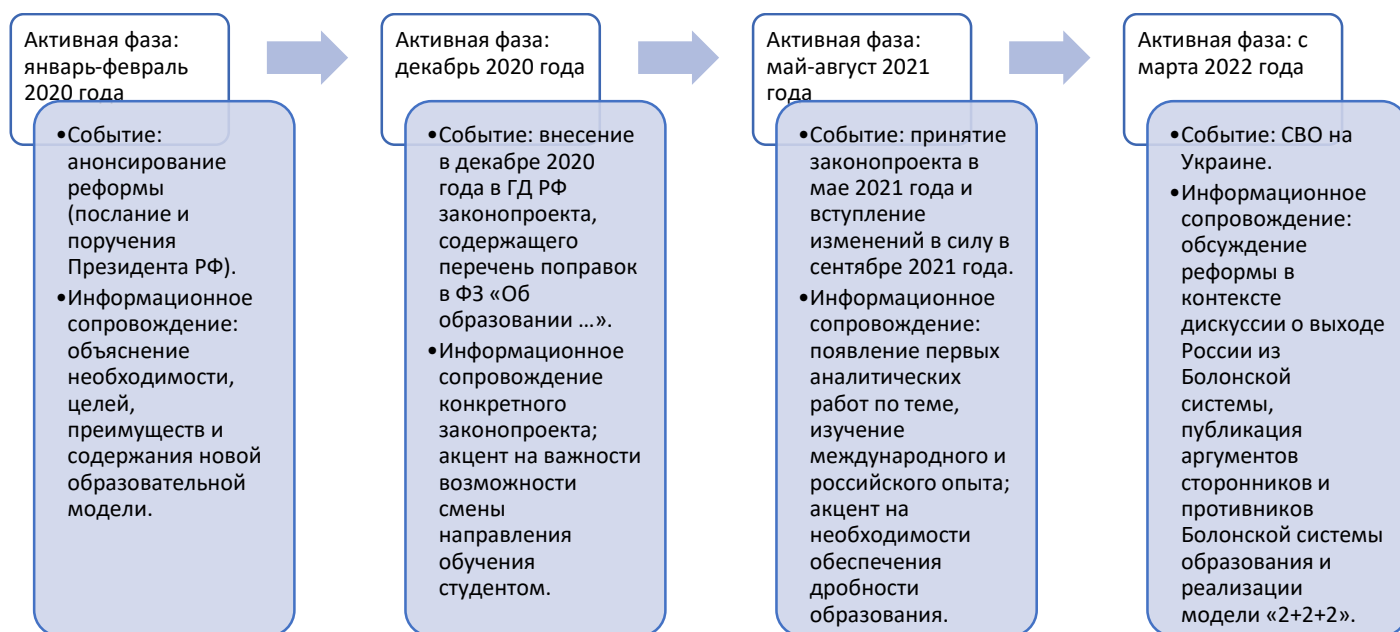 Активная фаза:
январь-февраль
2020 года
•Событие:
анонсирование
реформы
(послание и
поручения
Президента РФ).
•Информационное
сопровождение:
объяснение
необходимости,
целей,
преимуществ и
содержания новой
образовательной
модели.
Активная фаза:
декабрь 2020 года
•Событие: внесение
в декабре 2020
года в ГД РФ
законопроекта,
содержащего
перечень поправок
в ФЗ «Об
образовании ...».
•Информационное
сопровождение
конкретного
законопроекта;
акцент на важности
возможности
смены
направления
обучения
студентом.
Активная фаза:
май-август 2021
года
•Событие: принятие
законопроекта в
мае 2021 года и
вступление
изменений в силу в
сентябре 2021 года.
•Информационное
сопровождение:
появление первых
аналитических
работ по теме,
изучение
международного и
российского опыта;
акцент на
необходимости
обеспечения
дробности
образования.
Активная фаза: с
марта 2022 года
•Событие: СВО на
Украине.
•Информационное
сопровождение:
обсуждение
реформы в
контексте
дискуссии о выходе
России из
Болонской
системы,
публикация
аргументов
сторонников и
противников
Болонской системы
образования и
реализации
модели «2+2+2».